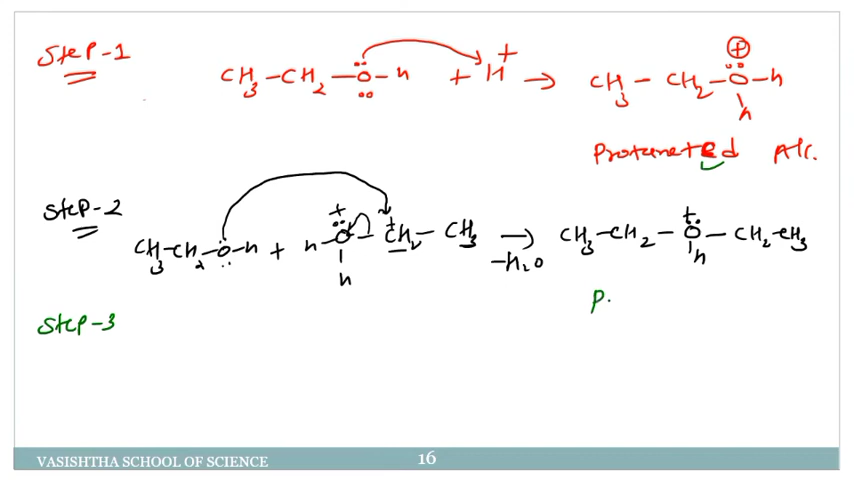 Step-1
CH3-CH2-Ö-H + H+ → CH3-CH2-Ö-H
⊕
H
Protonated Alc.
Step-2
CH3-CH2-Ö-H + H-Ö-CH2-CH3 → CH3-CH2-Ö-CH2-CH3
+ + +
H -H2O H
Step-3
P.
VASISHTHA SCHOOL OF SCIENCE 16